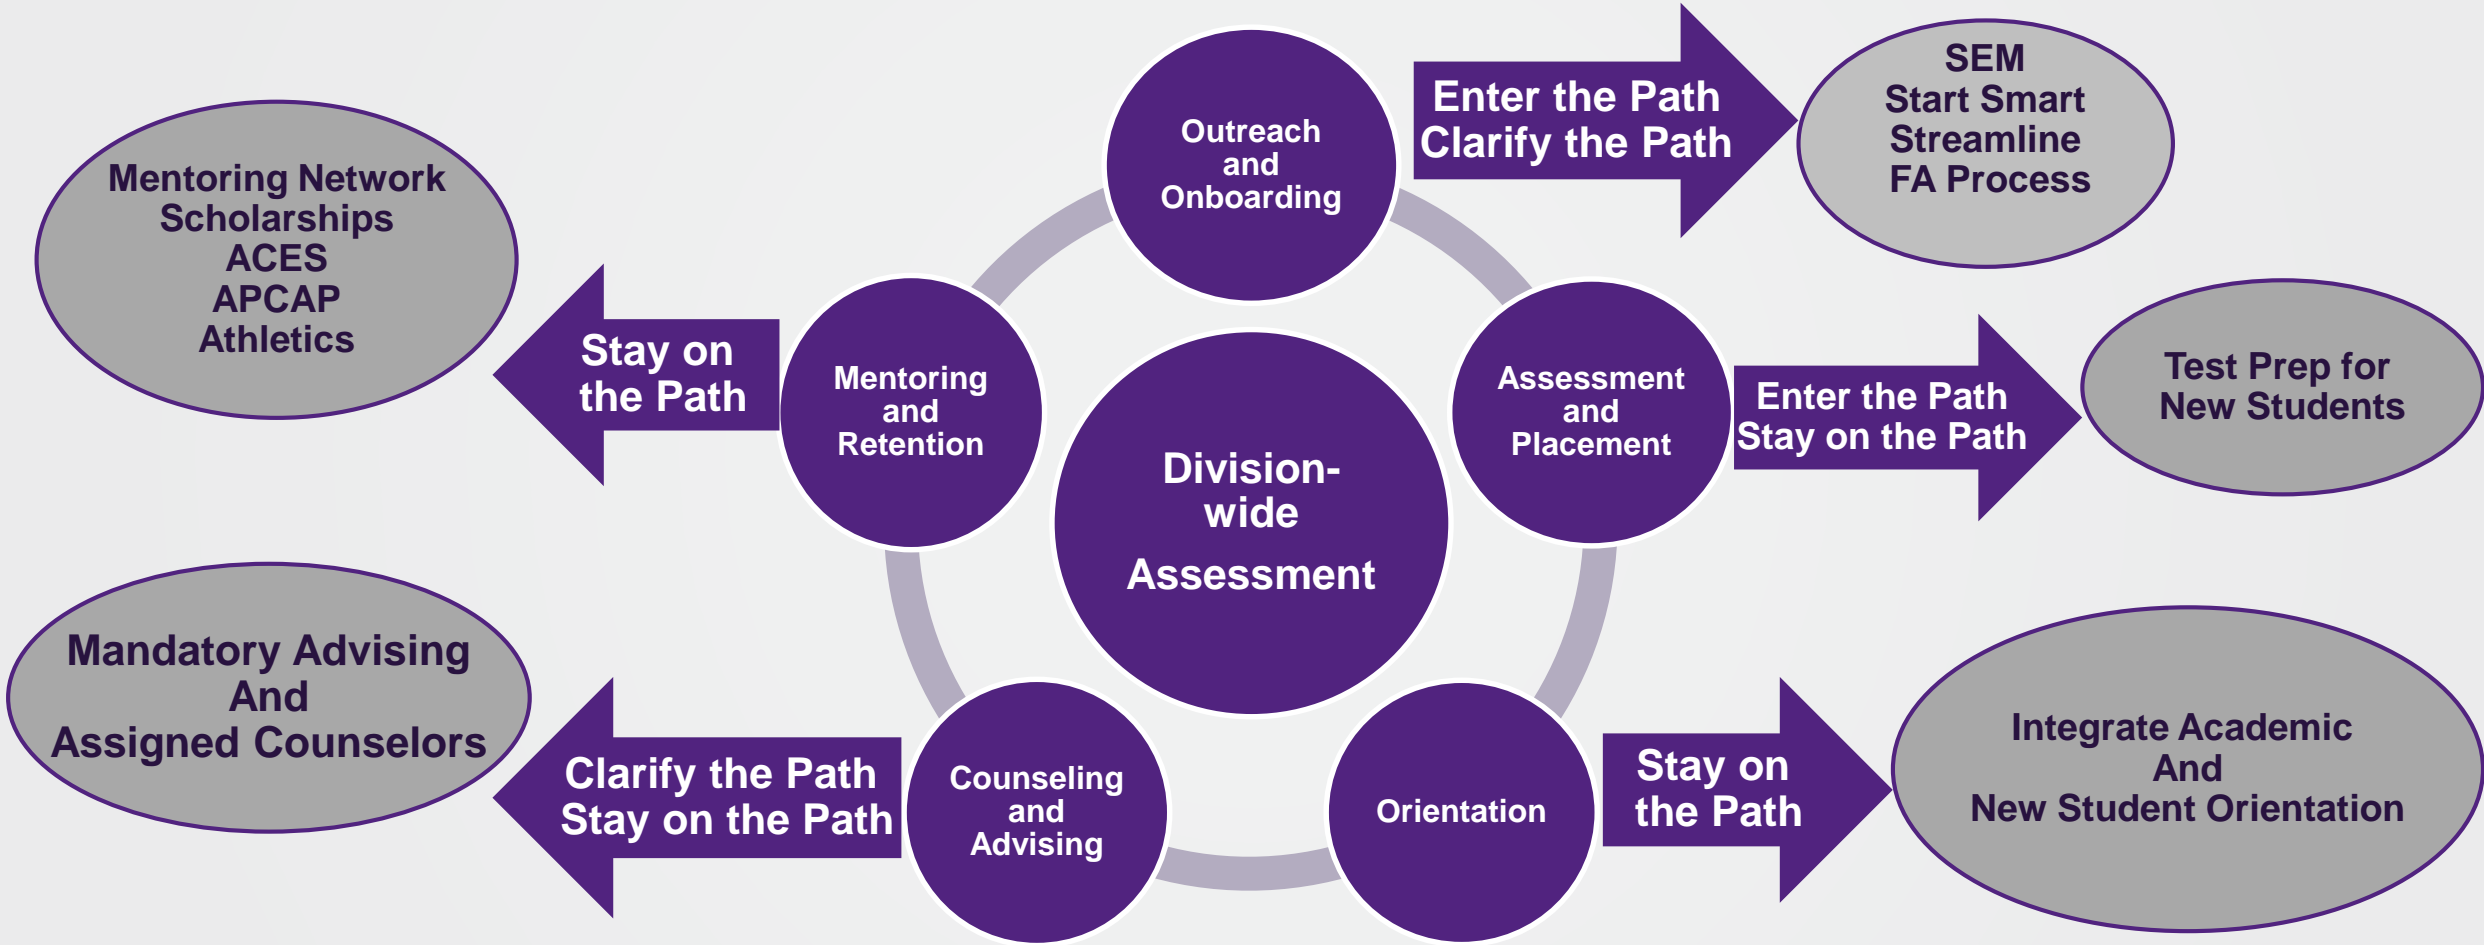 Outreach
and
Onboarding
Enter the Path
Clarify the Path
SEM
Start Smart
Streamline
FA Process
Assessment
and
Placement
Enter the Path
Stay on the Path
Test Prep for
New Students
Orientation
Stay on
the Path
Integrate Academic
And
New Student Orientation
Counseling
and
Advising
Clarify the Path
Stay on the Path
Mandatory Advising
And
Assigned Counselors
Mentoring
and
Retention
Stay on
the Path
Mentoring Network
Scholarships
ACES
APCAP
Athletics
Division-
wide
Assessment